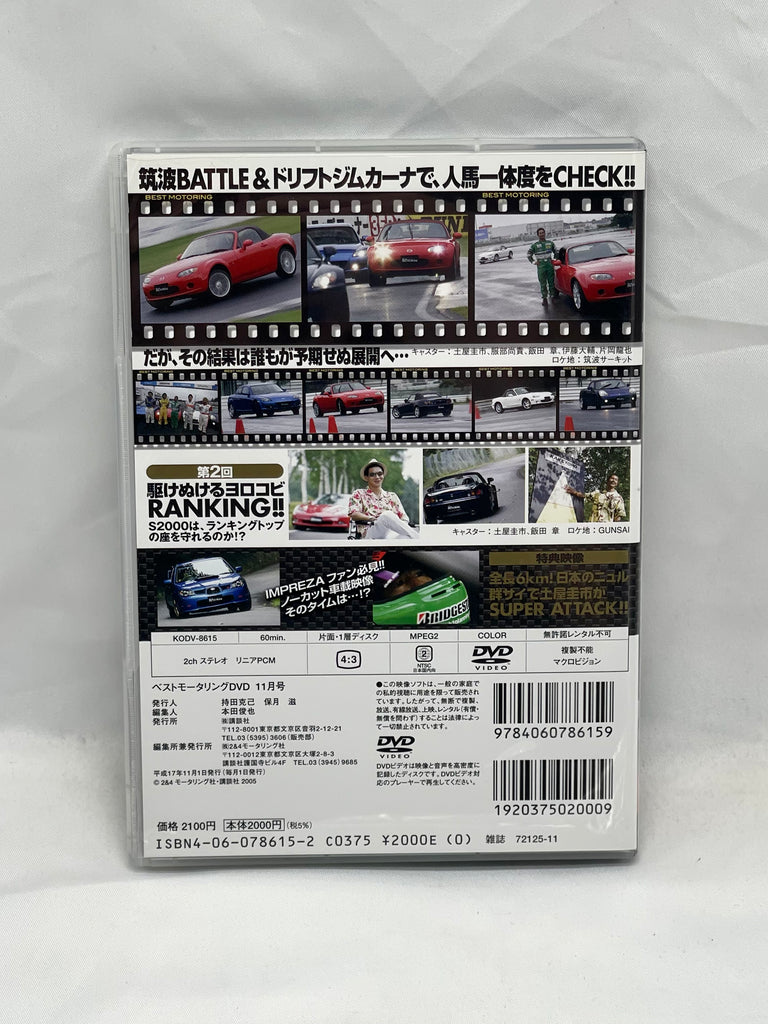 筑波BATTLE&ドリフトジムカーナで、人馬一体度をCHECK!!
BEST MOTORING
BEST MOTORING
だが、その結果は誰もが予期せぬ展開へ…
キャスター:土屋圭市、服部尚貴、飯田 章、伊藤大輔、片岡龍也
ロケ地:筑波サーキット
第2回
駆けぬけるヨロコビ
RANKING!!
S2000は、ランキングトップ
の座を守れるのか!?
キャスター:土屋圭市、飯田 章 ロケ地:GUNSAI
IMPREZA ファン必見!!
ノーカット車載映像
そのタイムは…!?
特典映像
全長6km!日本のニュル
群サイで土屋圭市が
SUPER ATTACK!!
KODV-8615 60min. 片面・1層ディスク MPEG2 COLOR 無許諾レンタル不可
2ch ステレオ リニアPCM 4:3 2 NTSC 日本国内向 DVD VIDEO 複製不能 マクロビジョン
ベストモータリングDVD 11月号
発行人 持田克己 保月 滋
編集人 本田俊也
発行所 ㈱講談社
〒112-8001東京都文京区音羽2-12-21
TEL.03(5395)3606(販売部)
編集所兼発行所 ㈱2&4モータリング社
〒112-0012東京都文京区大塚2-8-3
講談社護国寺ビル4F TEL.03(3945)9685
平成17年11月1日発行(毎月1日発行)
© 2&4 モータリング社・講談社 2005
●この映像ソフトは、一般の家庭で
の私的視聴に用途を限って販売され
ています。したがって、無断で複製、
放送、有線放送、上映、レンタル(有償・
無償を問わず)することは法律によっ
て一切禁止されています。
DVD
VIDEO
DVDビデオは映像と音声を高密度に
記録したディスクです。DVDビデオ対
応のプレーヤーで再生してください。
9784060786159
1920375020009
価格 2100円 本体2000円 (税5%)
ISBN4-06-078615-2 C0375 ¥2000E (0) 雑誌 72125-11